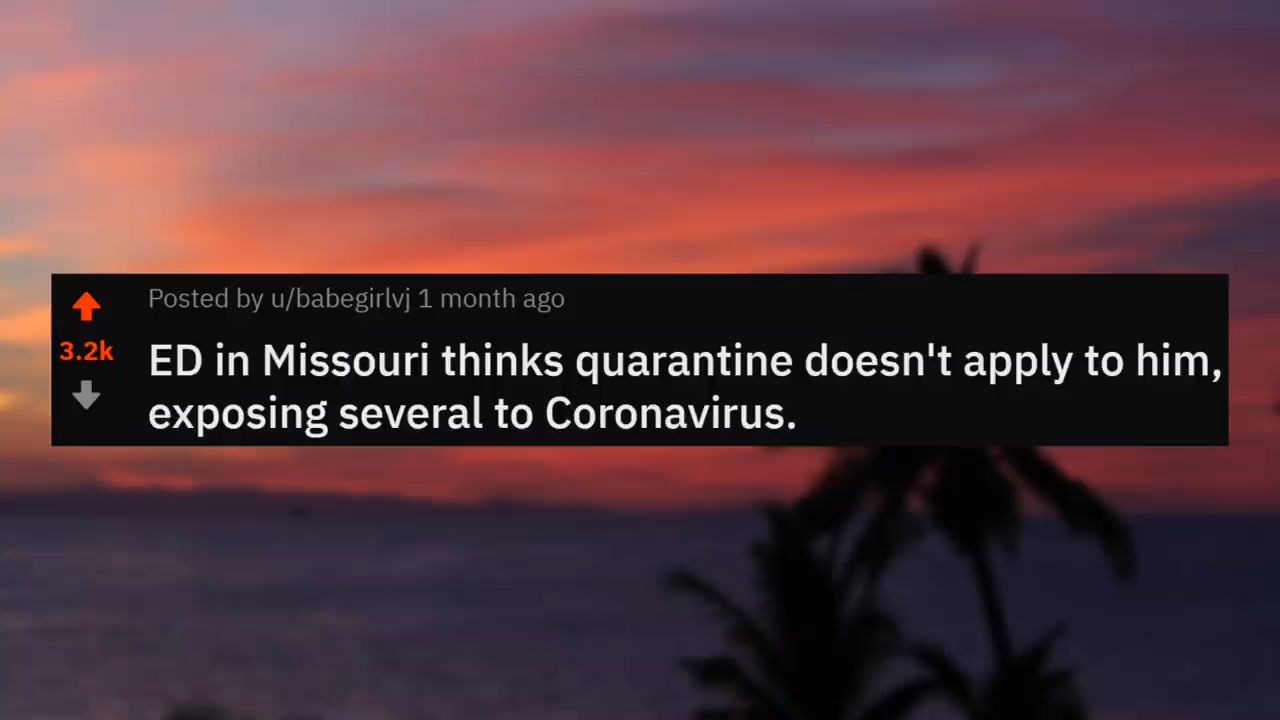 Posted by u/babegirlvj 1 month ago
3.2k
ED in Missouri thinks quarantine doesn't apply to him,
exposing several to Coronavirus.